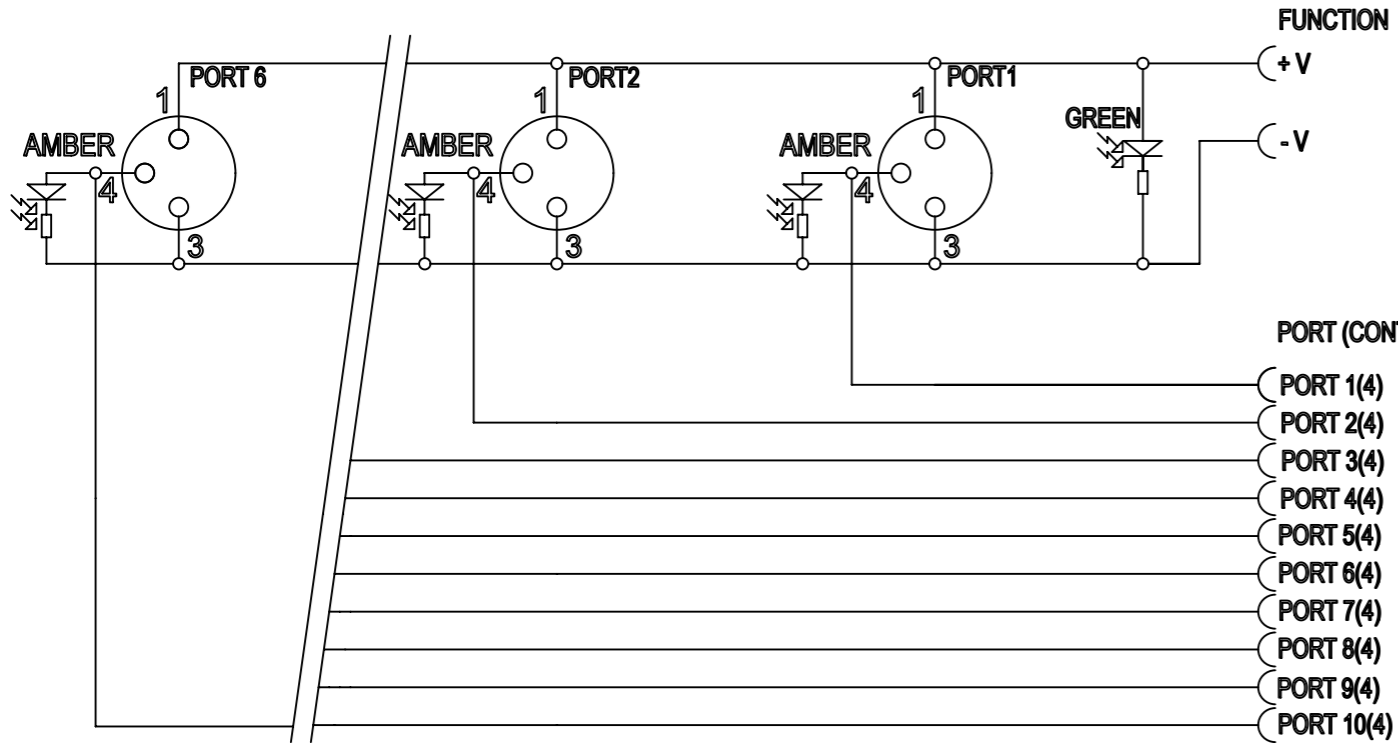 FUNCTION
+ V
PORT 6
PORT2
PORT1
1
1
1
GREEN
- V
AMBER
AMBER
AMBER
4
4
4
3
3
3
PORT (CONT
PORT 1(4)
PORT 2(4)
PORT 3(4)
PORT 4(4)
PORT 5(4)
PORT 6(4)
PORT 7(4)
PORT 8(4)
PORT 9(4)
PORT 10(4)